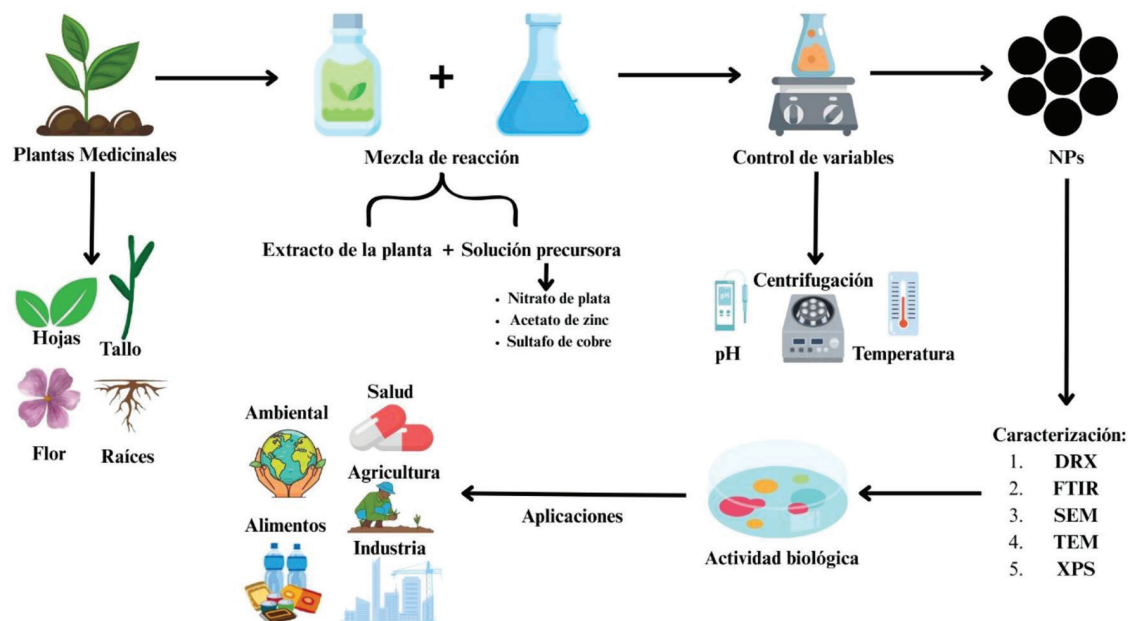 Plantas Medicinales
+
Mezcla de reacción
Control de variables
NPs
Extracto de la planta + Solución precursora
• Nitrato de plata
• Acetato de zinc
• Sultafo de cobre
Hojas
Tallo
Flor
Raíces
Centrifugación
pH
pH
Temperatura
Caracterización:
1. DRX
2. FTIR
3. SEM
4. TEM
5. XPS
Actividad biológica
Aplicaciones
Salud
Ambiental
Agricultura
Alimentos
Industria